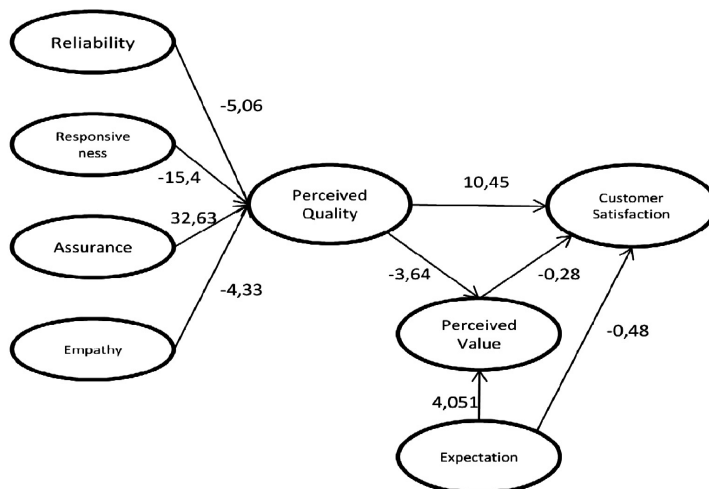 Reliability
-5,06
Responsive
ness
-15,4
Perceived
Quality
10,45
Customer
Satisfaction
32,63
Assurance
-3,64
-0,28
-4,33
Perceived
Value
-0,48
Empathy
4,051
Expectation